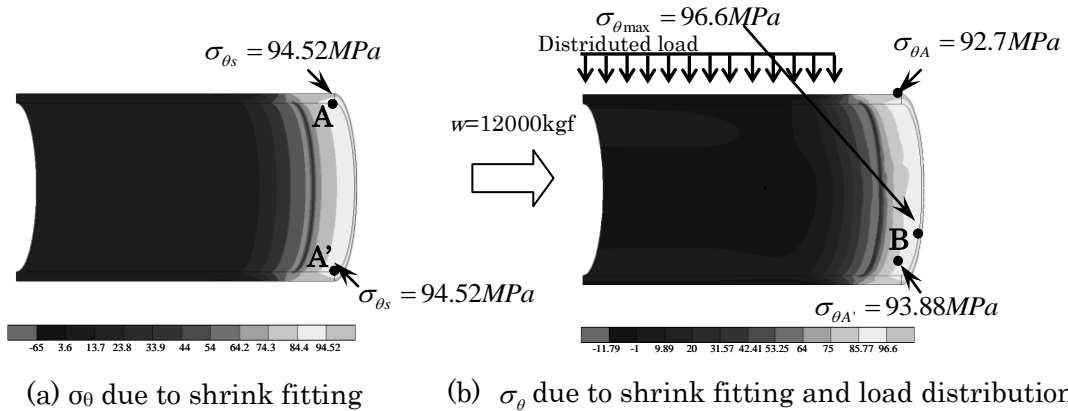 σθs = 94.52MPa
A
A'
σθs = 94.52MPa
-65 3.6 13.7 23.8 33.9 44 54 64.2 74.3 84.4 94.52
(a) σθ due to shrink fitting
w=12000kgf
σθmax = 96.6MPa
Distriduted load
σθA = 92.7MPa
B
σθA' = 93.88MPa
-11.79 -1 9.89 20 31.57 42.41 53.25 64 75 85.77 96.6
(b) σθ due to shrink fitting and load distribution